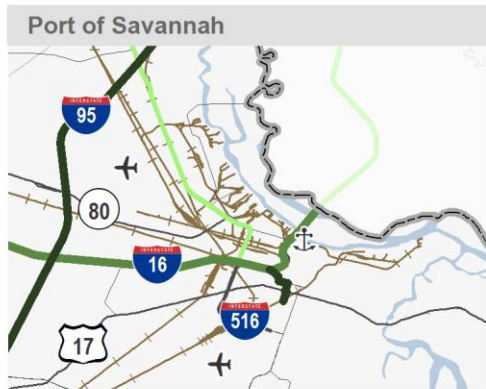 Port of Savannah
INTERSTATE
95
80
INTERSTATE
16
INTERSTATE
516
17